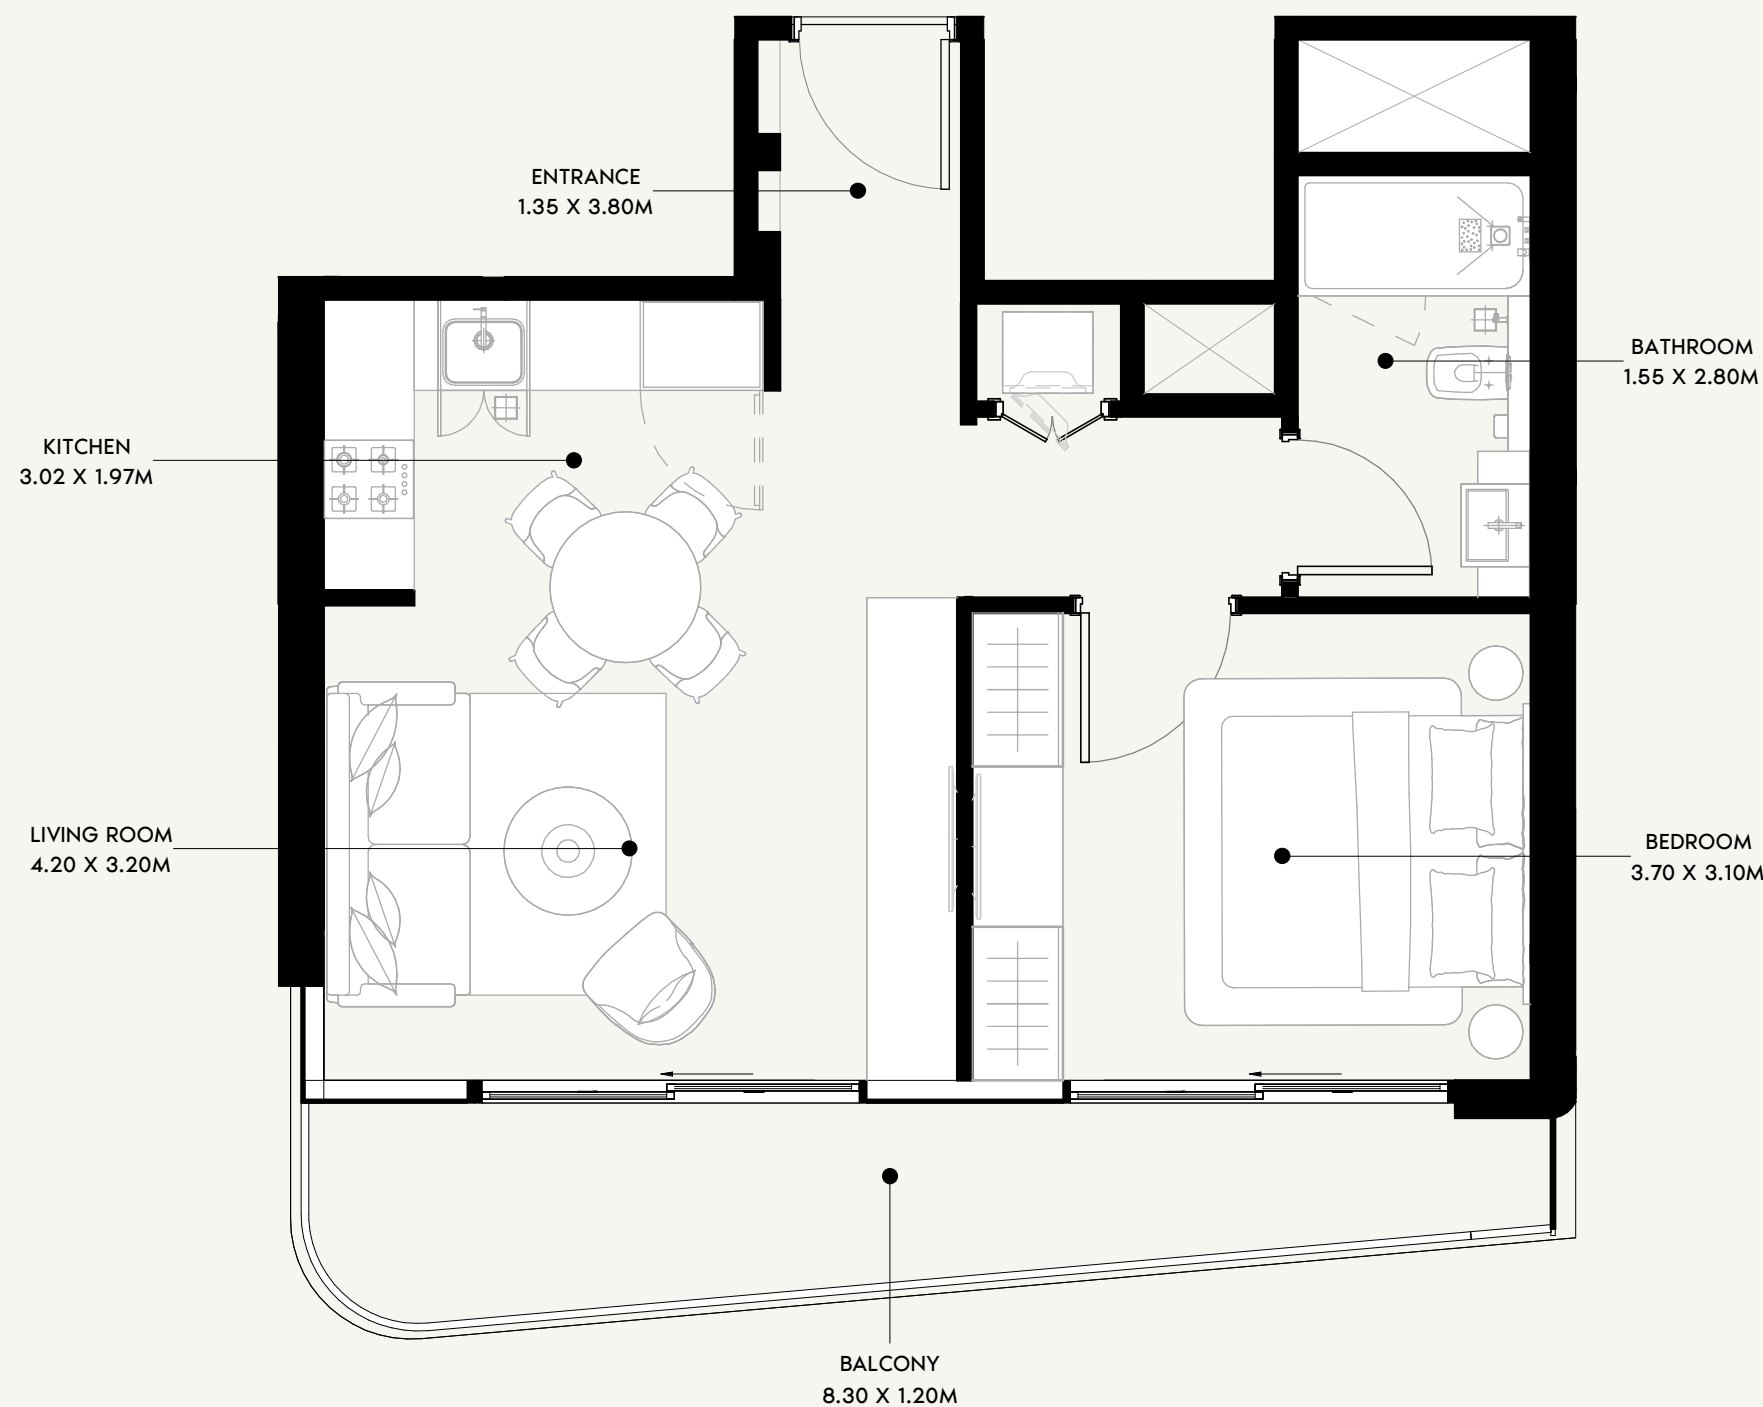 ENTRANCE
1.35 X 3.80M
BATHROOM
1.55 X 2.80M
KITCHEN
3.02 X 1.97M
LIVING ROOM
4.20 X 3.20M
BEDROOM
3.70 X 3.10M
BALCONY
8.30 X 1.20M